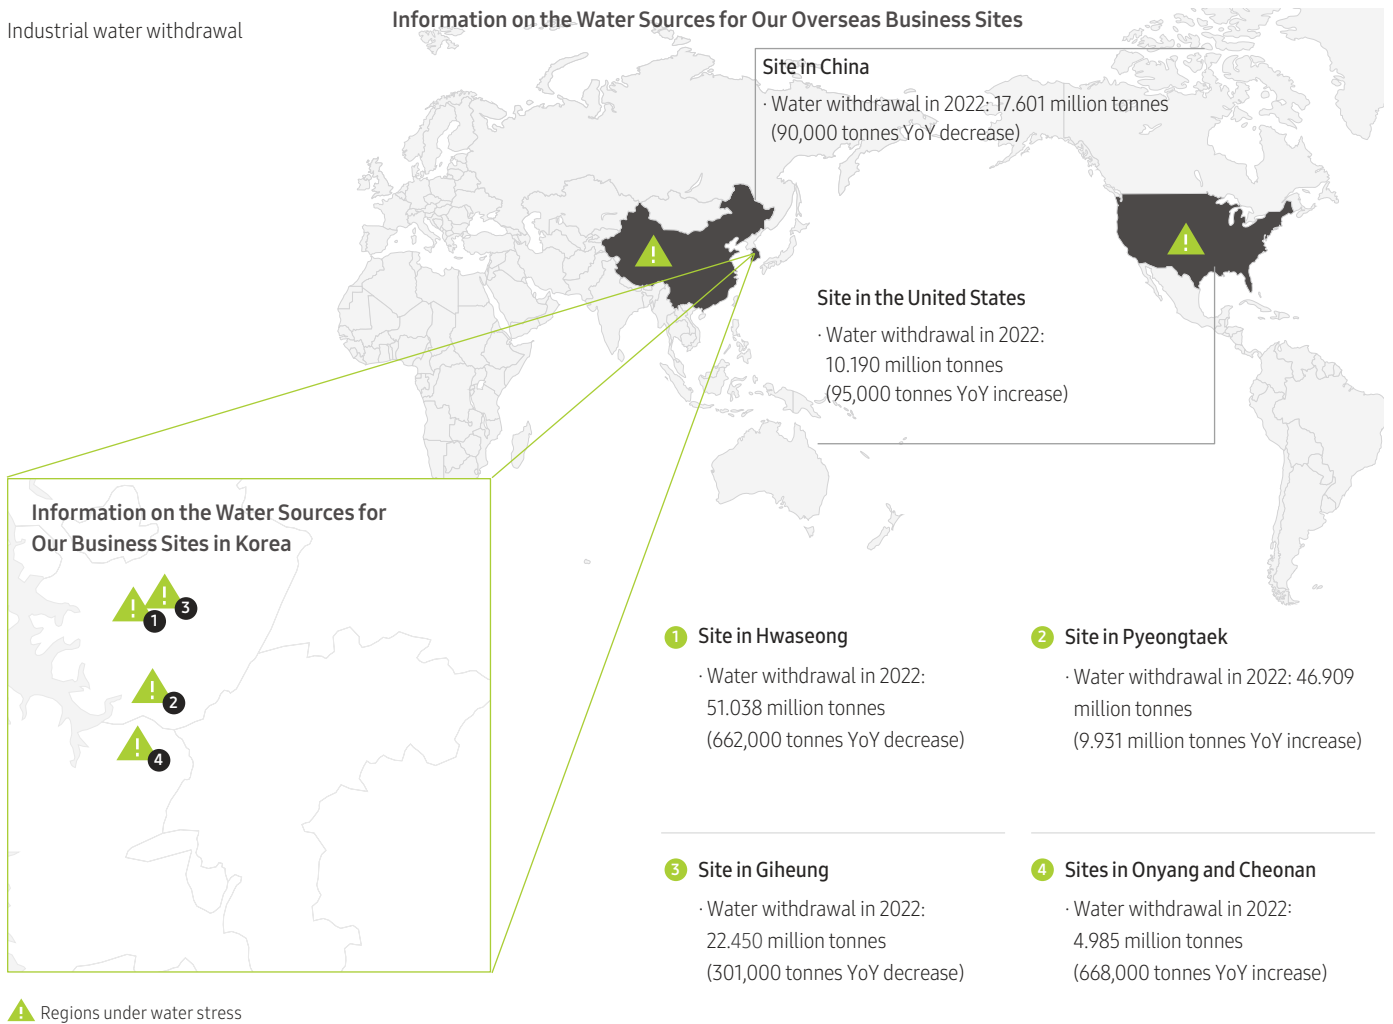 Industrial water withdrawal
Information on the Water Sources for Our Overseas Business Sites
Site in China
· Water withdrawal in 2022: 17.601 million tonnes
(90,000 tonnes YoY decrease)
Site in the United States
· Water withdrawal in 2022:
10.190 million tonnes
(95,000 tonnes YoY increase)
Information on the Water Sources for
Our Business Sites in Korea
1
3
2
4
1 Site in Hwaseong
· Water withdrawal in 2022:
51.038 million tonnes
(662,000 tonnes YoY decrease)
2 Site in Pyeongtaek
· Water withdrawal in 2022: 46.909
million tonnes
(9.931 million tonnes YoY increase)
3 Site in Giheung
· Water withdrawal in 2022:
22.450 million tonnes
(301,000 tonnes YoY decrease)
4 Sites in Onyang and Cheonan
· Water withdrawal in 2022:
4.985 million tonnes
(668,000 tonnes YoY increase)
Regions under water stress